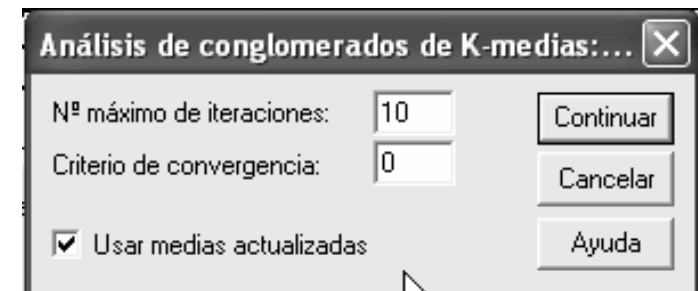 Análisis de conglomerados de K-medias:...
Nº máximo de iteraciones: 10
Continuar
Criterio de convergencia: 0
Cancelar
Usar medias actualizadas
Ayuda